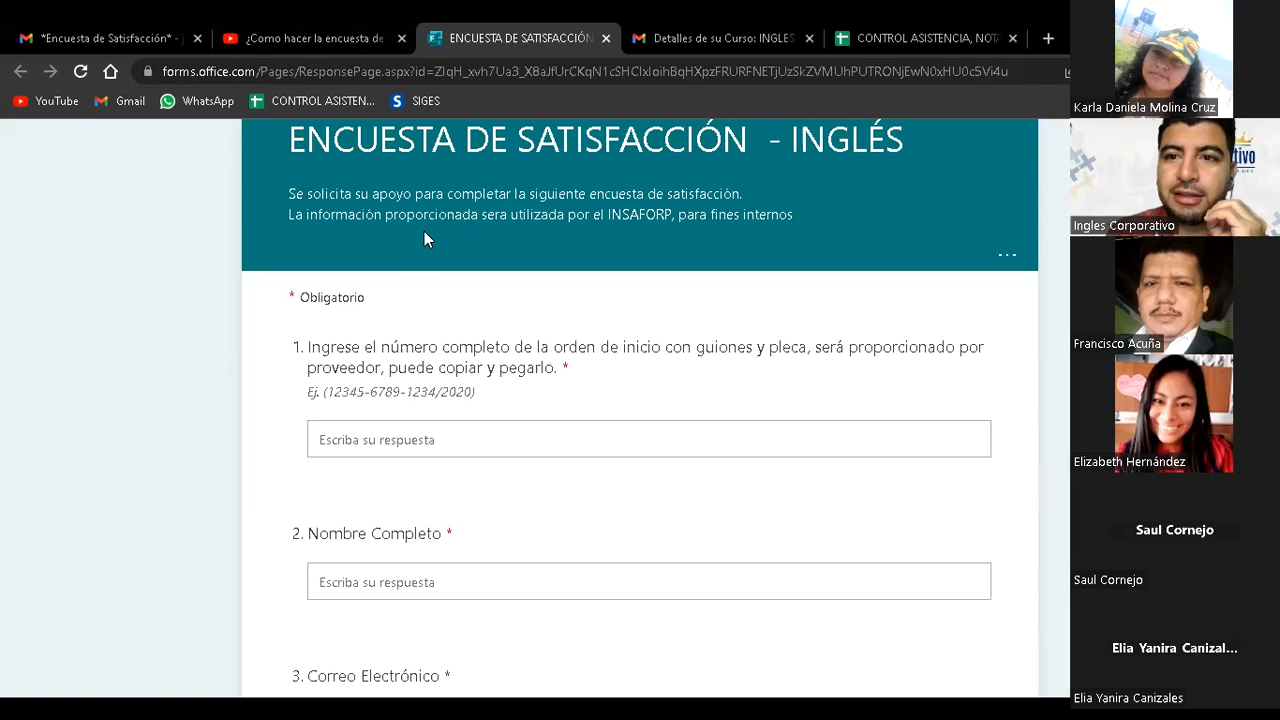 *Encuesta de Satisfacción* -
¿Como hacer la encuesta de
ENCUESTA DE SATISFACCIÓN
Detalles de su Curso: INGLES
CONTROL ASISTENCIA, NOTA
forms.office.com/Pages/ResponsePage.aspx?id=
YouTube
Gmail
WhatsApp
CONTROL ASISTEN...
SIGES
ENCUESTA DE SATISFACCIÓN - INGLÉS
Se solicita su apoyo para completar la siguiente encuesta de satisfacción.
La información proporcionada sera utilizada por el INSAFORP, para fines internos
...
* Obligatorio
1. Ingrese el número completo de la orden de inicio con guiones y pleca, será proporcionado por
proveedor, puede copiar y pegarlo. *
Ej. (12345-6789-1234/2020)
Escriba su respuesta
2. Nombre Completo *
Escriba su respuesta
3. Correo Electrónico *
Karla Daniela Molina Cruz
tivo
Ingles Corporativo
Francisco Acuña
Elizabeth Hernández
Saul Cornejo
Saul Cornejo
Elia Yanira Canizal...
Elia Yanira Canizales